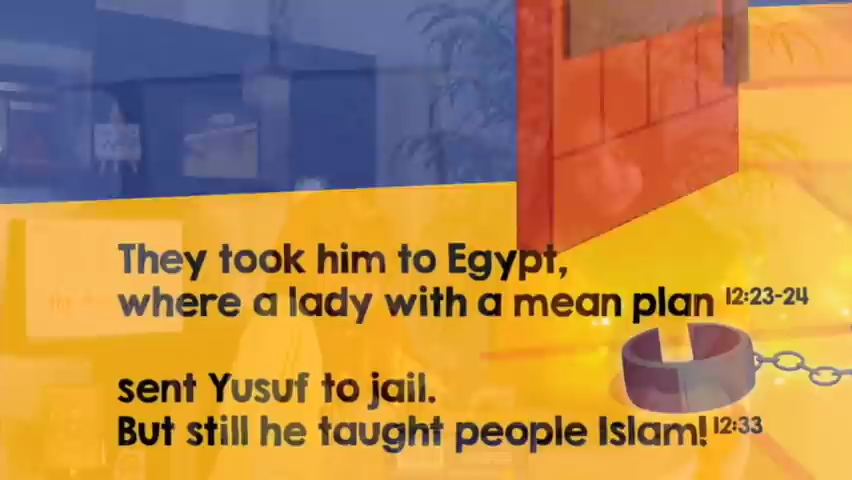 They took him to Egypt,
where a lady with a mean plan 12:23-24
sent Yusuf to jail.
But still he taught people Islam! 12:33